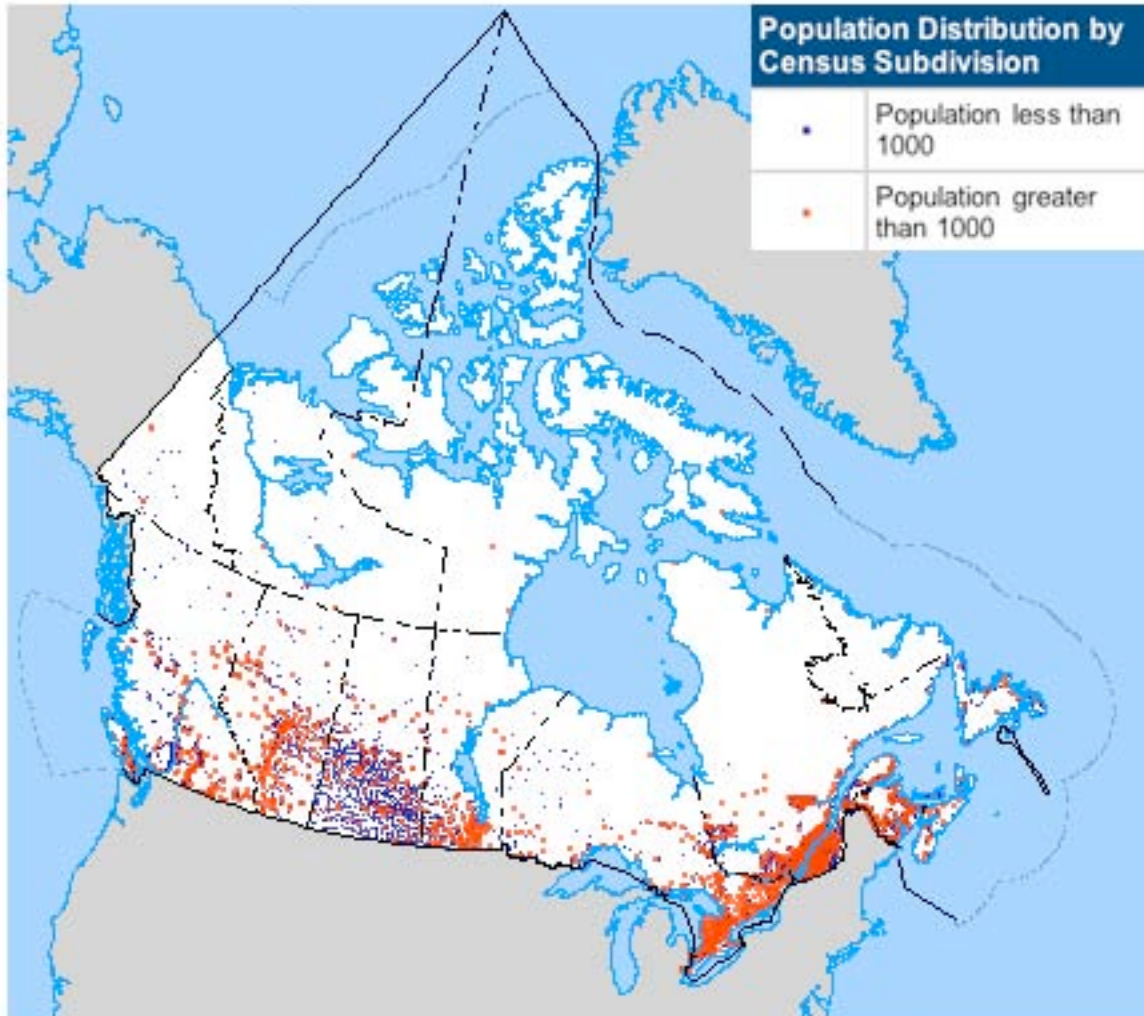 Population Distribution by
Census Subdivision
Population less than
1000
Population greater
than 1000